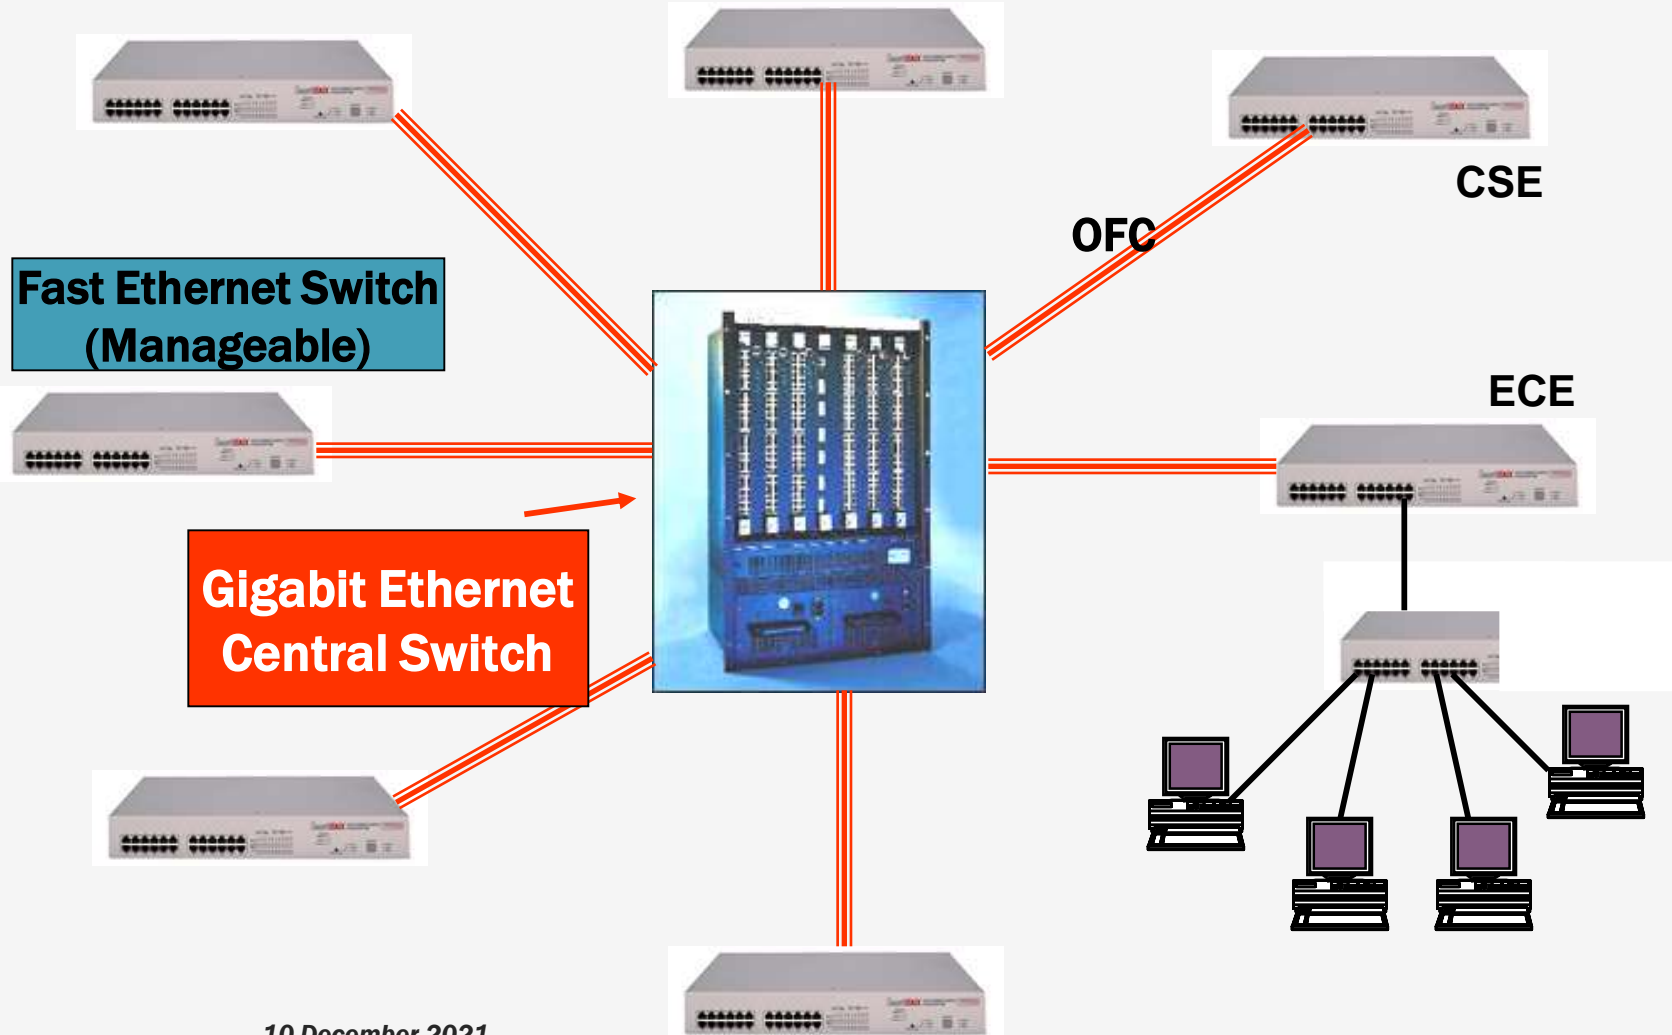 CSE
OFC
Fast Ethernet Switch
(Manageable)
ECE
Gigabit Ethernet
Central Switch
10 December 2021